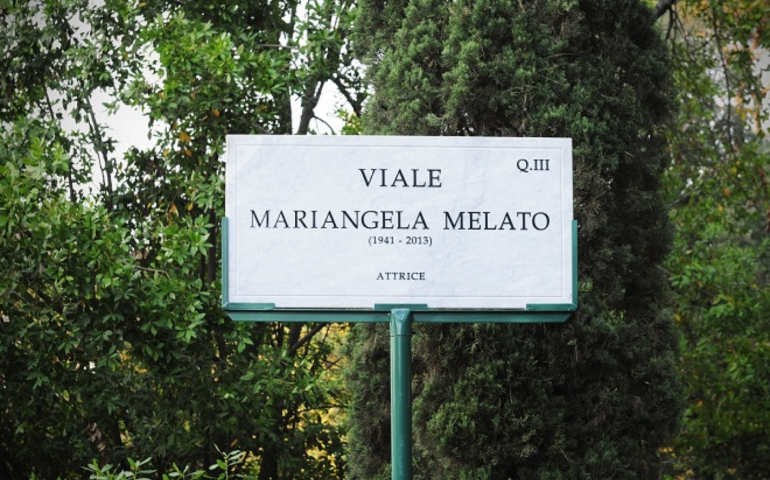 Q.III
VIALE
MARIANGELA MELATO
(1941 - 2013)
ATTRICE